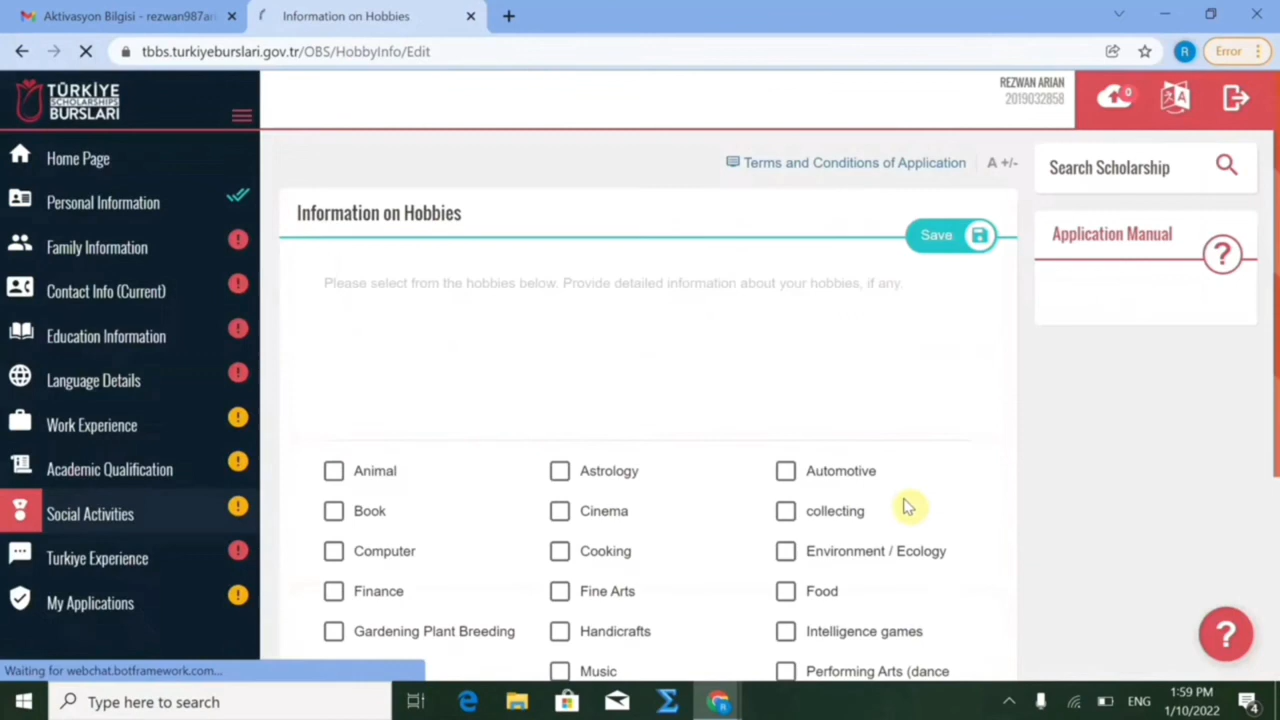 Aktivasyon Bilgisi - rezwan987ari
Information on Hobbies
tbbs.turkiyeburslari.gov.tr/OBS/HobbyInfo/Edit
R
Error
TÜRKİYE
SCHOLARSHIPS
BURSLARI
REZWAN ARIAN
2019032858
0
Home Page
Personal Information
Family Information
Contact Info (Current)
Education Information
Language Details
Work Experience
Academic Qualification
Social Activities
Turkiye Experience
My Applications
Terms and Conditions of Application
A +/-
Information on Hobbies
Save
Please select from the hobbies below. Provide detailed information about your hobbies, if any.
Animal
Astrology
Automotive
Book
Cinema
collecting
Computer
Cooking
Environment / Ecology
Finance
Fine Arts
Food
Gardening Plant Breeding
Handicrafts
Intelligence games
Music
Performing Arts (dance
Search Scholarship
Application Manual
?
?
Waiting for webchat.botframework.com...
Type here to search
ENG
1:59 PM
1/10/2022
4